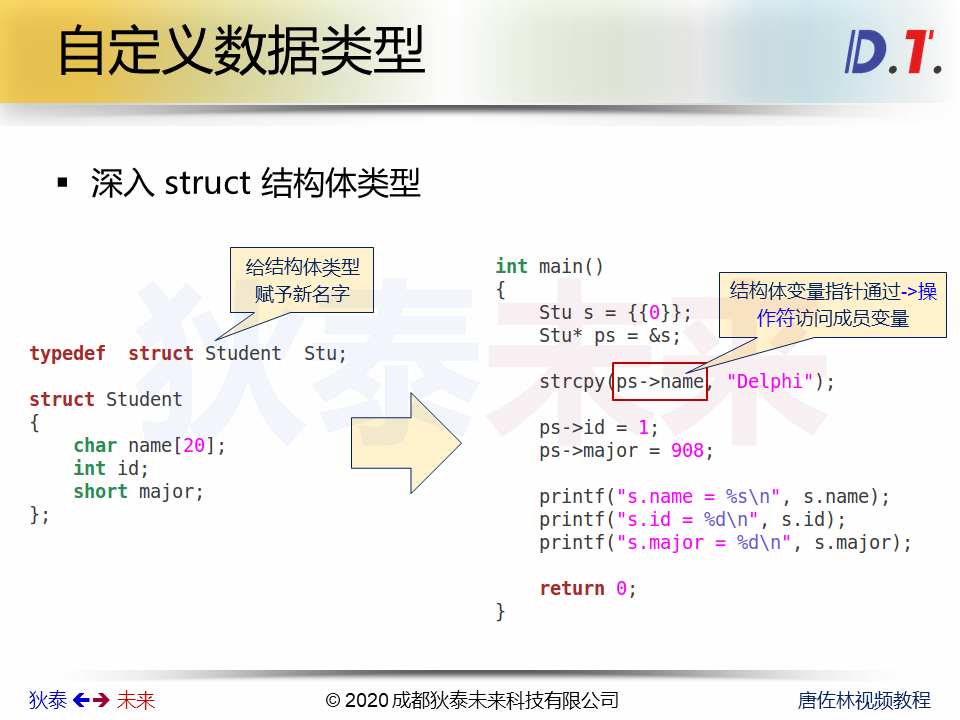 自定义数据类型
D.T.
▪ 深入 struct 结构体类型
给结构体类型
赋予新名字
typedef  struct Student  Stu;
struct Student
{
    char name[20];
    int id;
    short major;
};
int main()
{
    Stu s = {{0}};
    Stu* ps = &s;
结构体变量指针通过->操
作符访问成员变量
    strcpy(ps->name, "Delphi");
    ps->id = 1;
    ps->major = 908;
    printf("s.name = %s\n", s.name);
    printf("s.id = %d\n", s.id);
    printf("s.major = %d\n", s.major);
    return 0;
}
狄泰未来
狄泰 未来
© 2020 成都狄泰未来科技有限公司
唐佐林视频教程